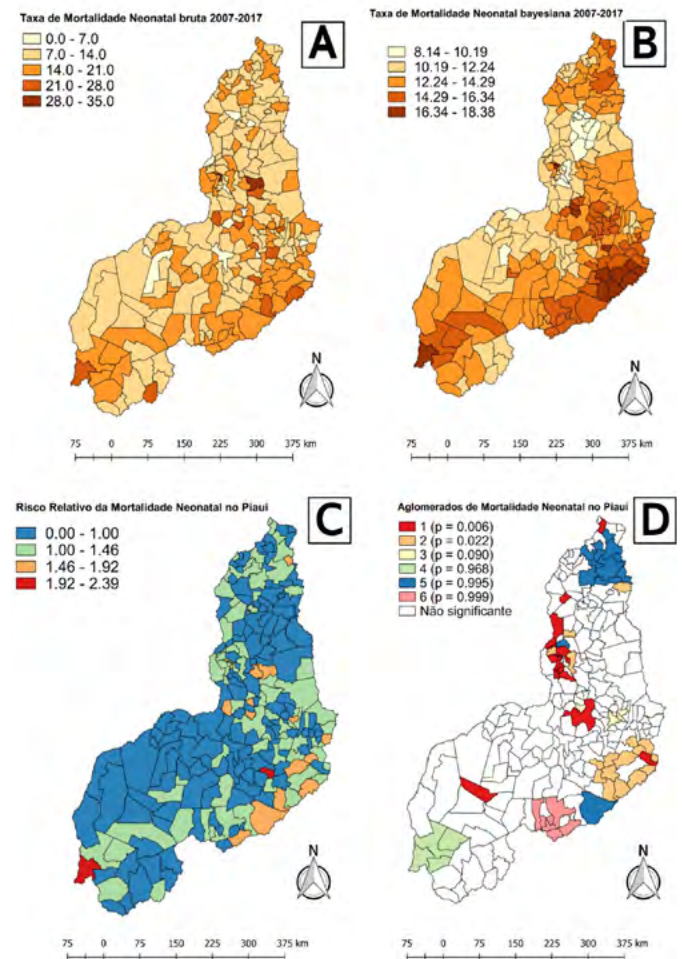 Taxa de Mortalidade Neonatal bruta 2007-2017
A
0.0 - 7.0
7.0 - 14.0
14.0 - 21.0
21.0 - 28.0
28.0 - 35.0
N
75 0 75 150 225 300 375 km
Taxa de Mortalidade Neonatal bayesiana 2007-2017
B
8.14 - 10.19
10.19 - 12.24
12.24 - 14.29
14.29 - 16.34
16.34 - 18.38
N
75 0 75 150 225 300 375 km
Risco Relativo da Mortalidade Neonatal no Piauí
C
0.00 - 1.00
1.00 - 1.46
1.46 - 1.92
1.92 - 2.39
N
75 0 75 150 225 300 375 km
Aglomerados de Mortalidade Neonatal no Piauí
D
1 (p = 0.006)
2 (p = 0.022)
3 (p = 0.090)
4 (p = 0.968)
5 (p = 0.995)
6 (p = 0.999)
Não significante
N
75 0 75 150 225 300 375 km